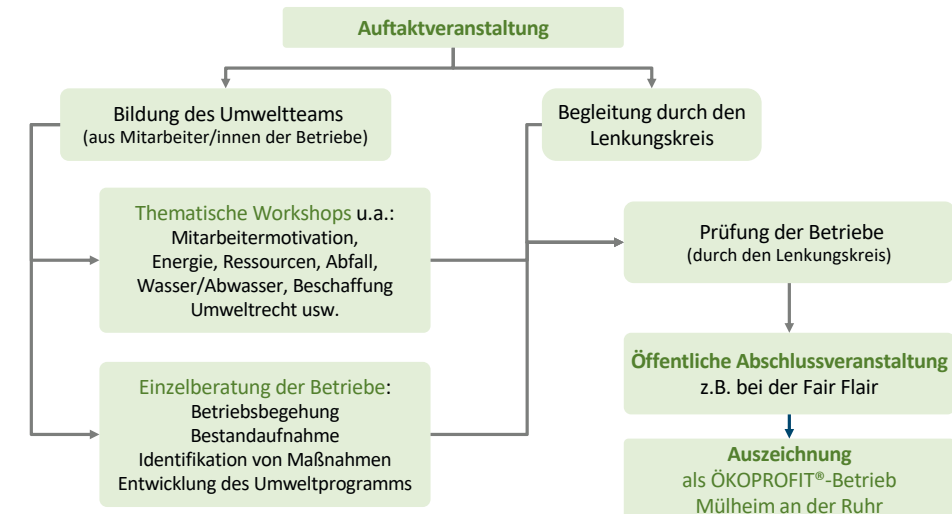 Auftaktveranstaltung
Bildung des Umweltteams
(aus Mitarbeiter/innen der Betriebe)
Begleitung durch den
Lenkungskreis
Thematische Workshops u.a.:
Mitarbeitermotivation,
Energie, Ressourcen, Abfall,
Wasser/Abwasser, Beschaffung
Umweltrecht usw.
Prüfung der Betriebe
(durch den Lenkungskreis)
Einzelberatung der Betriebe:
Betriebsbegehung
Bestandaufnahme
Identifikation von Maßnahmen
Entwicklung des Umweltprogramms
Öffentliche Abschlussveranstaltung
z.B. bei der Fair Flair
Auszeichnung
als ÖKOPROFIT®-Betrieb
Mülheim an der Ruhr